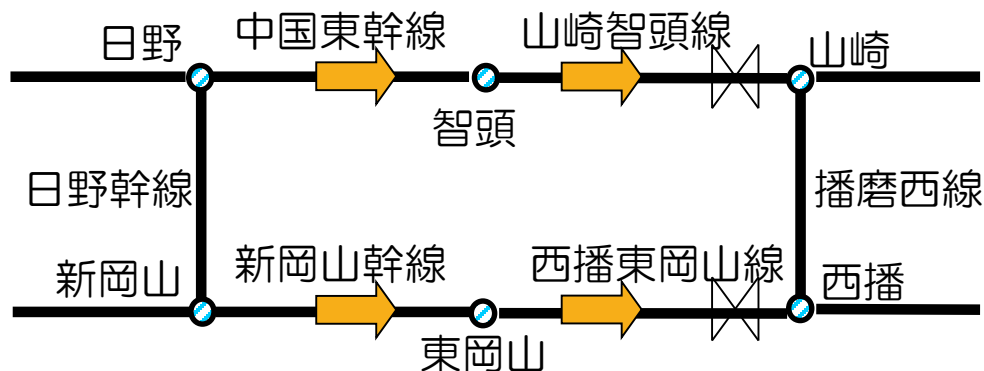 日野
中国東幹線
山崎智頭線
山崎
智頭
日野幹線
播磨西線
新岡山
新岡山幹線
西播東岡山線
西播
東岡山